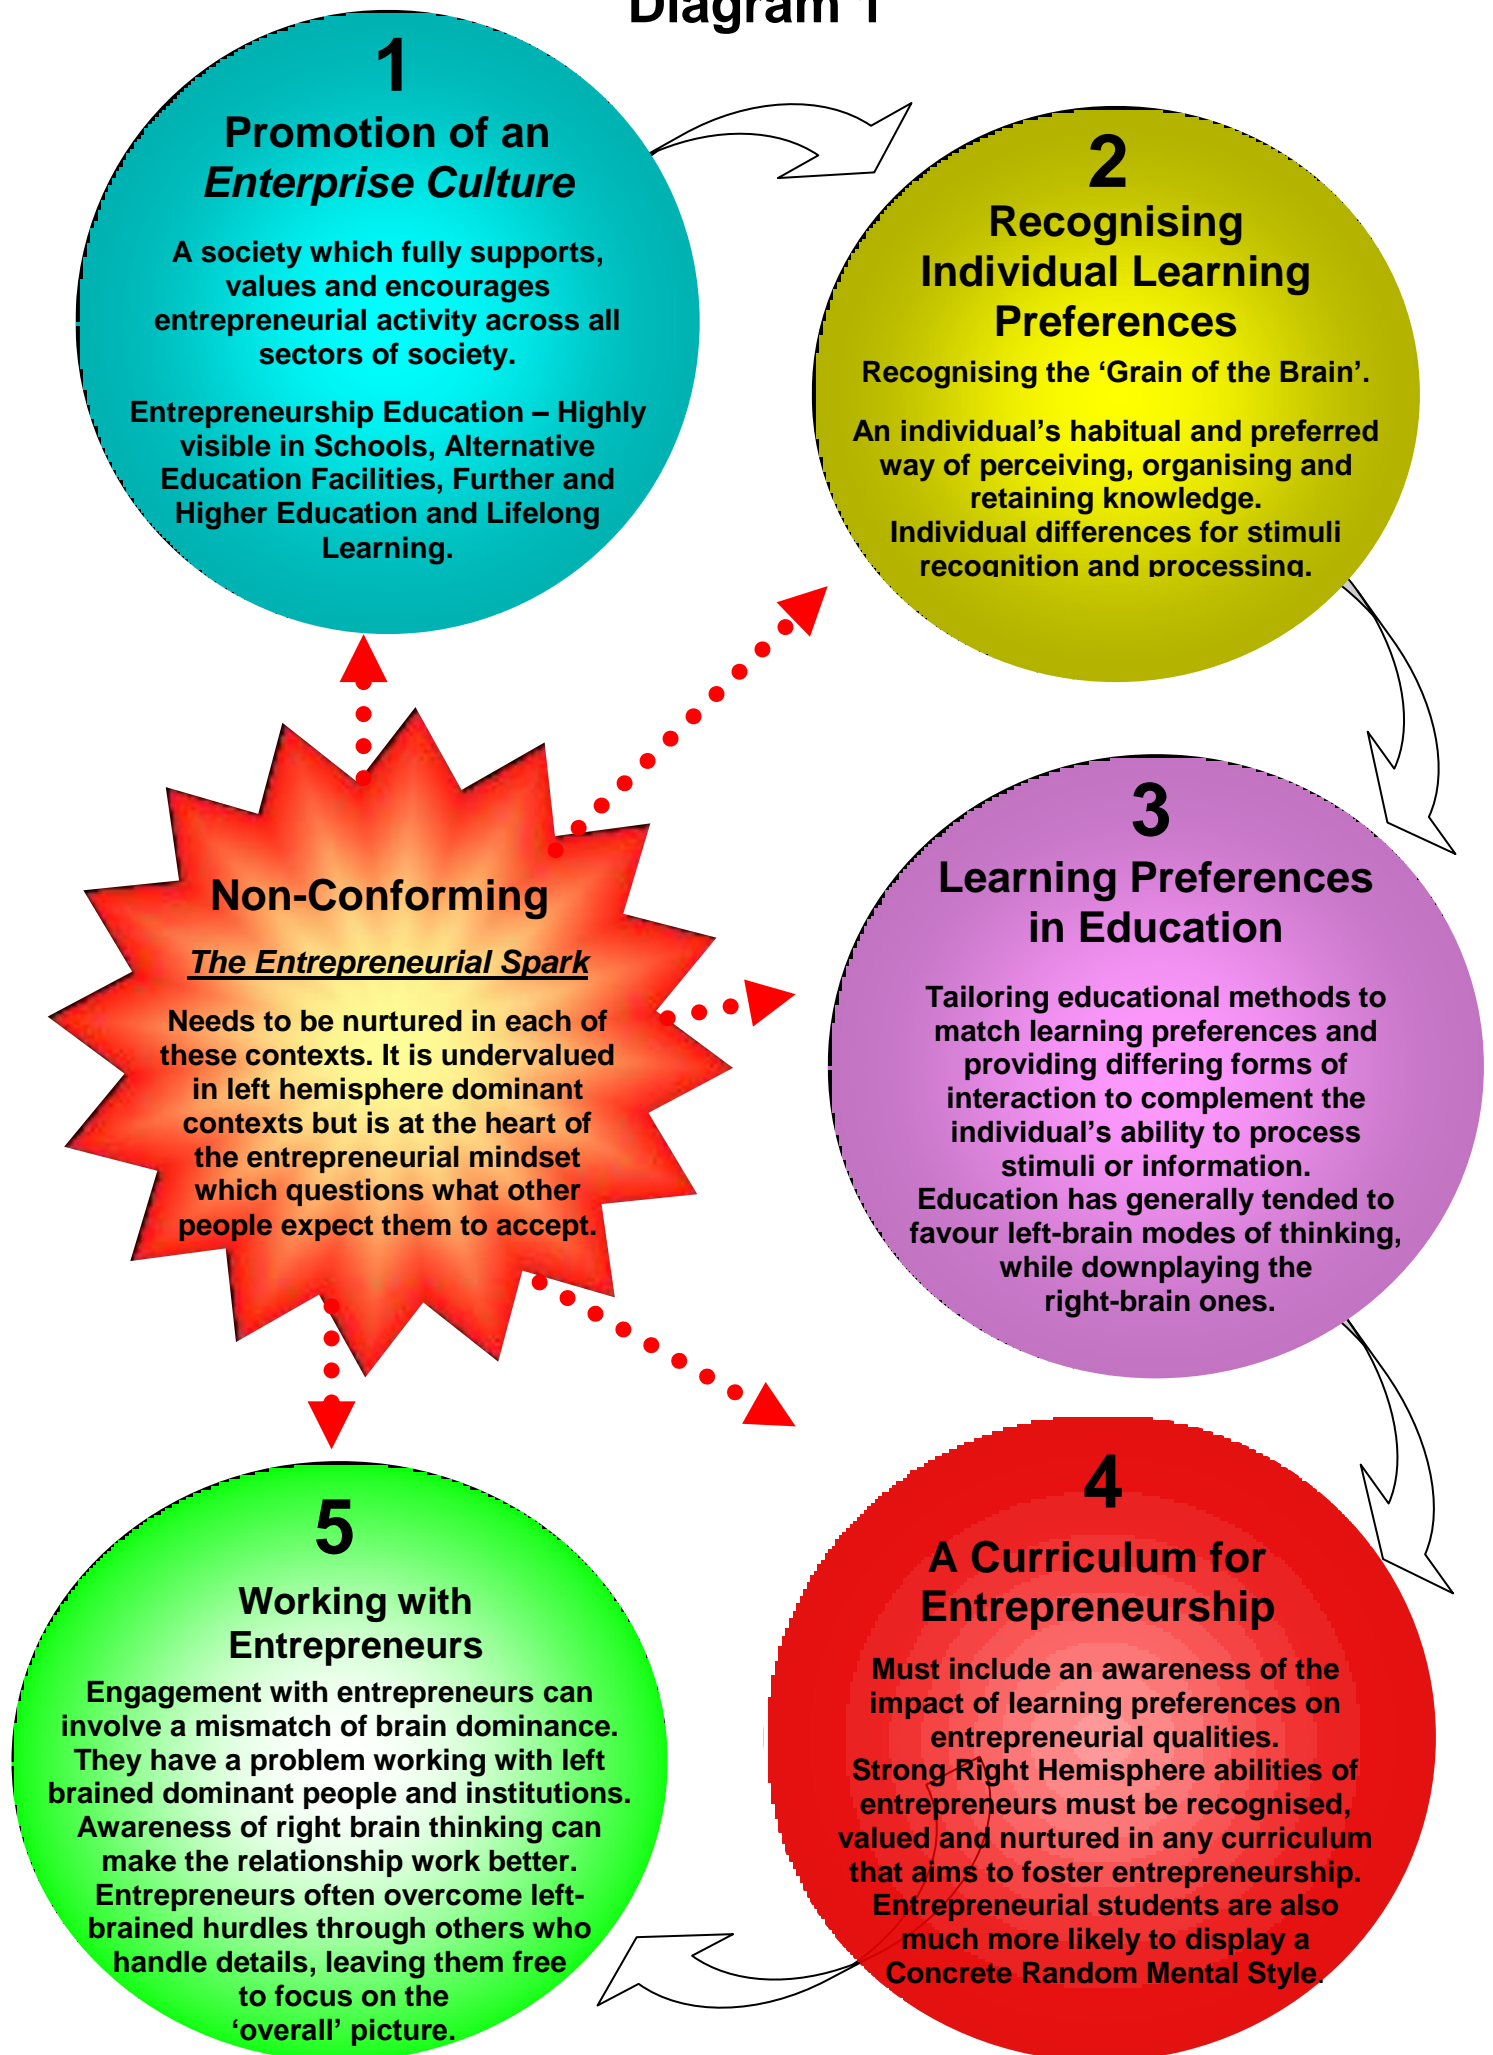 Diagram 1
1
Promotion of an
Enterprise Culture
A society which fully supports,
values and encourages
entrepreneurial activity across all
sectors of society.
Entrepreneurship Education – Highly
visible in Schools, Alternative
Education Facilities, Further and
Higher Education and Lifelong
Learning.
2
Recognising
Individual Learning
Preferences
Recognising the ‘Grain of the Brain’.
An individual’s habitual and preferred
way of perceiving, organising and
retaining knowledge.
Individual differences for stimuli
recognition and processing.
Non-Conforming
The Entrepreneurial Spark
Needs to be nurtured in each of
these contexts. It is undervalued
in left hemisphere dominant
contexts but is at the heart of
the entrepreneurial mindset
which questions what other
people expect them to accept.
3
Learning Preferences
in Education
Tailoring educational methods to
match learning preferences and
providing differing forms of
interaction to complement the
individual’s ability to process
stimuli or information.
Education has generally tended to
favour left-brain modes of thinking,
while downplaying the
right-brain ones.
4
A Curriculum for
Entrepreneurship
Must include an awareness of the
impact of learning preferences on
entrepreneurial qualities.
Strong Right Hemisphere abilities of
entrepreneurs must be recognised,
valued and nurtured in any curriculum
that aims to foster entrepreneurship.
Entrepreneurial students are also
much more likely to display a
Concrete Random Mental Style.
5
Working with
Entrepreneurs
Engagement with entrepreneurs can
involve a mismatch of brain dominance.
They have a problem working with left
brained dominant people and institutions.
Awareness of right brain thinking can
make the relationship work better.
Entrepreneurs often overcome left-
brained hurdles through others who
handle details, leaving them free
to focus on the
‘overall’ picture.